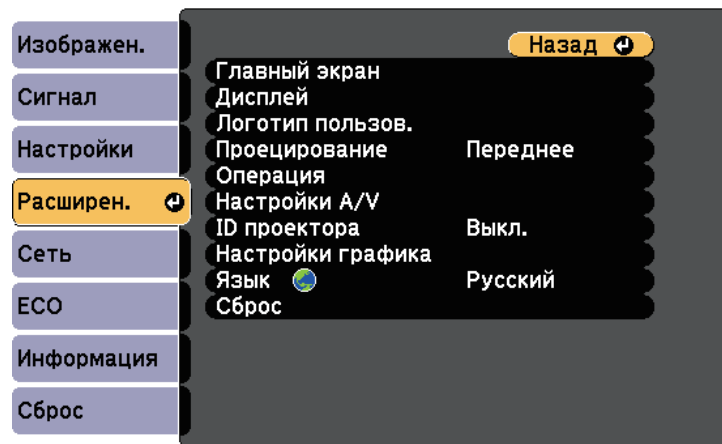 Изображен.
Сигнал
Настройки
Расширен.
Сеть
ECO
Информация
Сброс
Назад
Главный экран
Дисплей
Логотип пользов.
Проецирование Переднее
Операция
Настройки A/V
ID проектора Выкл.
Настройки графика
Язык Русский
Сброс